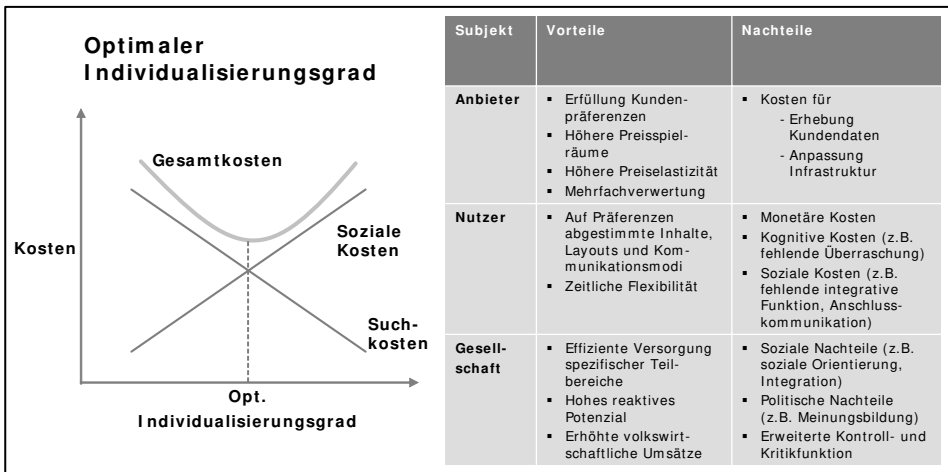 Optimaler
Individualisierungsgrad
Gesamtkosten
Kosten
Soziale
Kosten
Such-
kosten
Opt.
Individualisierungsgrad
Subjekt
Vorteile
Nachteile
Anbieter
▪ Erfüllung Kunden-
präferenzen
▪ Höhere Preisspiel-
räume
▪ Höhere Preiselastizität
▪ Mehrfachverwertung
▪ Kosten für
- Erhebung
Kundendaten
- Anpassung
Infrastruktur
Nutzer
▪ Auf Präferenzen
abgestimmte Inhalte,
Layouts und Kom-
munikationsmodi
▪ Zeitliche Flexibilität
▪ Monetäre Kosten
▪ Kognitive Kosten (z.B.
fehlende Überraschung)
▪ Soziale Kosten (z.B.
fehlende integrative
Funktion, Anschluss-
kommunikation)
Gesell-
schaft
▪ Effiziente Versorgung
spezifischer Teil-
bereiche
▪ Hohes reaktives
Potenzial
▪ Erhöhte volkswirt-
schaftliche Umsätze
▪ Soziale Nachteile (z.B.
soziale Orientierung,
Integration)
▪ Politische Nachteile
(z.B. Meinungsbildung)
▪ Erweiterte Kontroll- und
Kritikfunktion